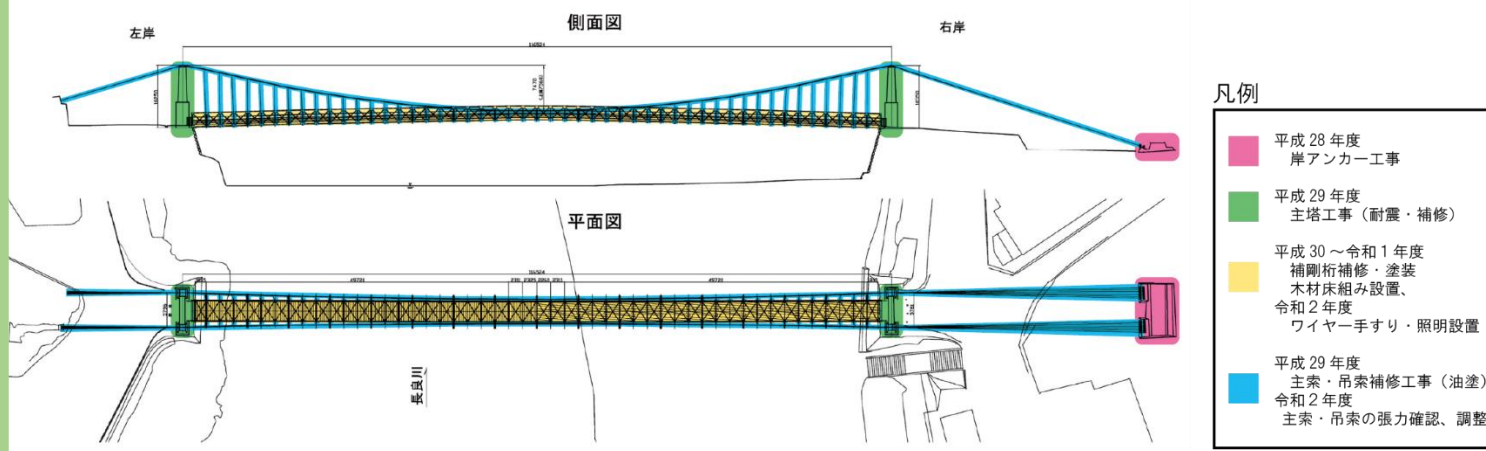 側面図
左岸
右岸
平面図
長良川
凡例
平成 28 年度
岸アンカー工事
平成 29 年度
主塔工事（耐震・補修）
平成 30 ～令和 1 年度
補剛桁補修・塗装
木材床組み設置、
令和 2 年度
ワイヤー手すり・照明設置
平成 29 年度
主索・吊索補修工事（油塗）
令和 2 年度
主索・吊索の張力確認、調整